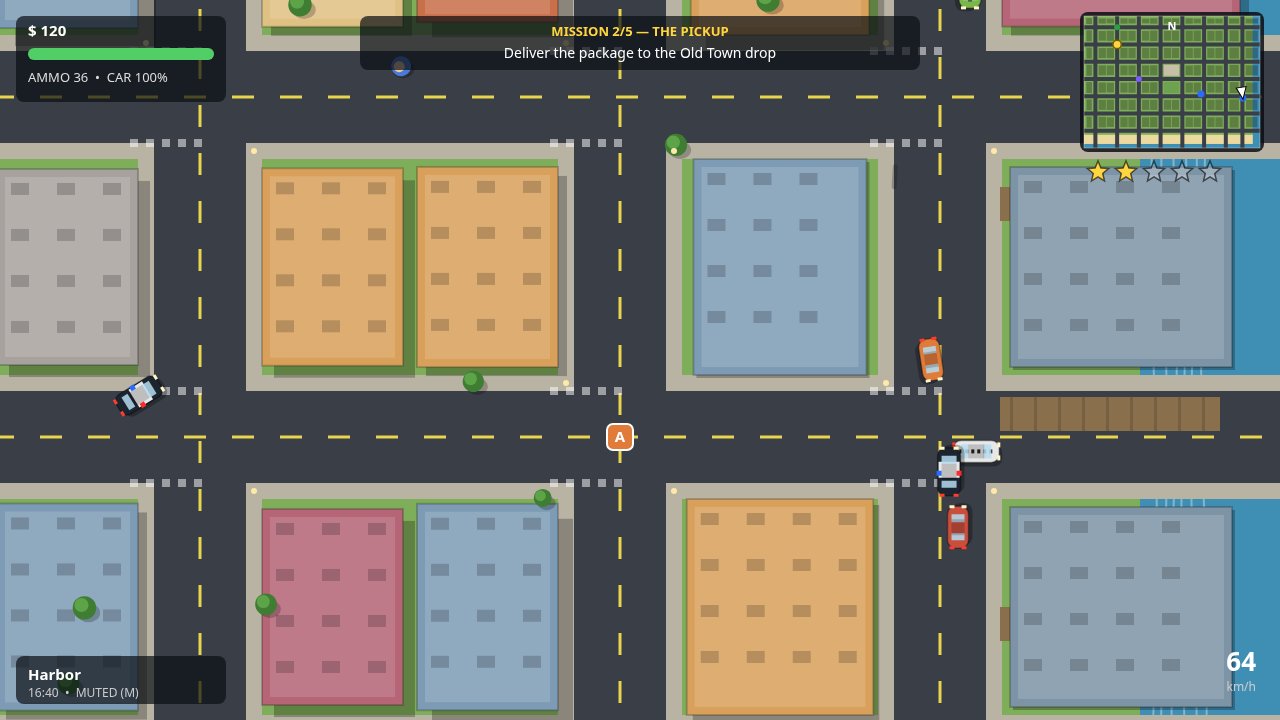 $ 120
AMMO 36 • CAR 100%
MISSION 2/5 — THE PICKUP
Deliver the package to the Old Town drop
N
A
Harbor
16:40 • MUTED (M)
64
km/h